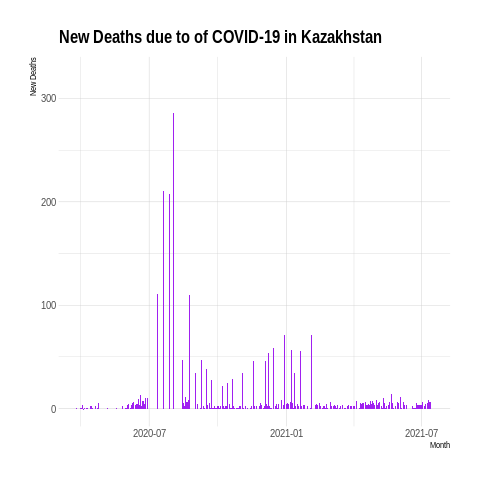 New Deaths due to of COVID-19 in Kazakhstan
New Deaths
300
200
100
0
2020-07
2021-01
2021-07
Month